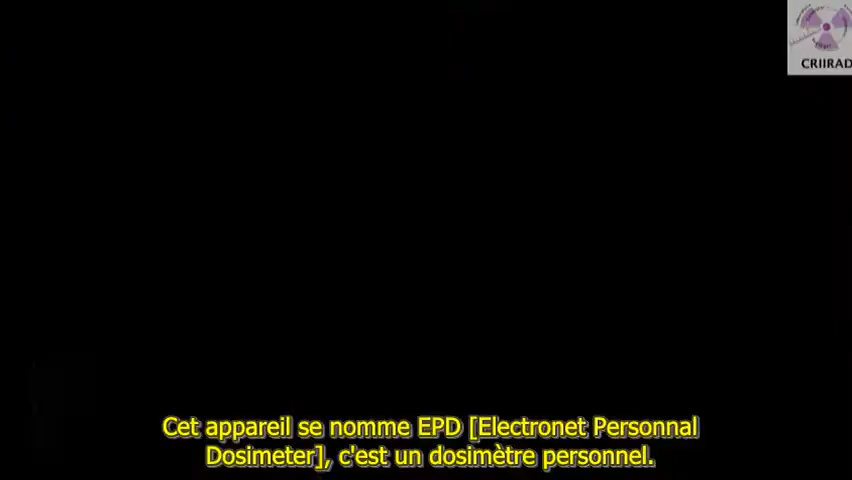 CRIIRAD
Cet appareil se nomme EPD [Electronet Personnal
Dosimeter], c'est un dosimètre personnel.